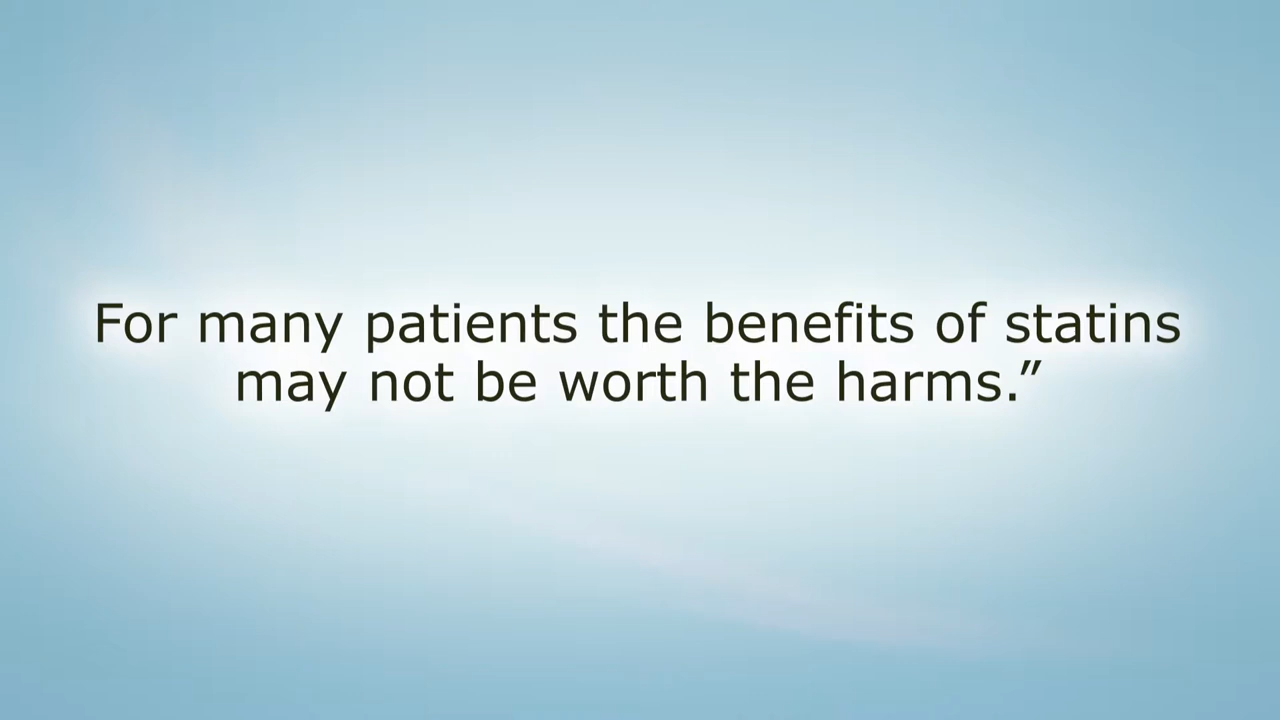 For many patients the benefits of statins
may not be worth the harms.”